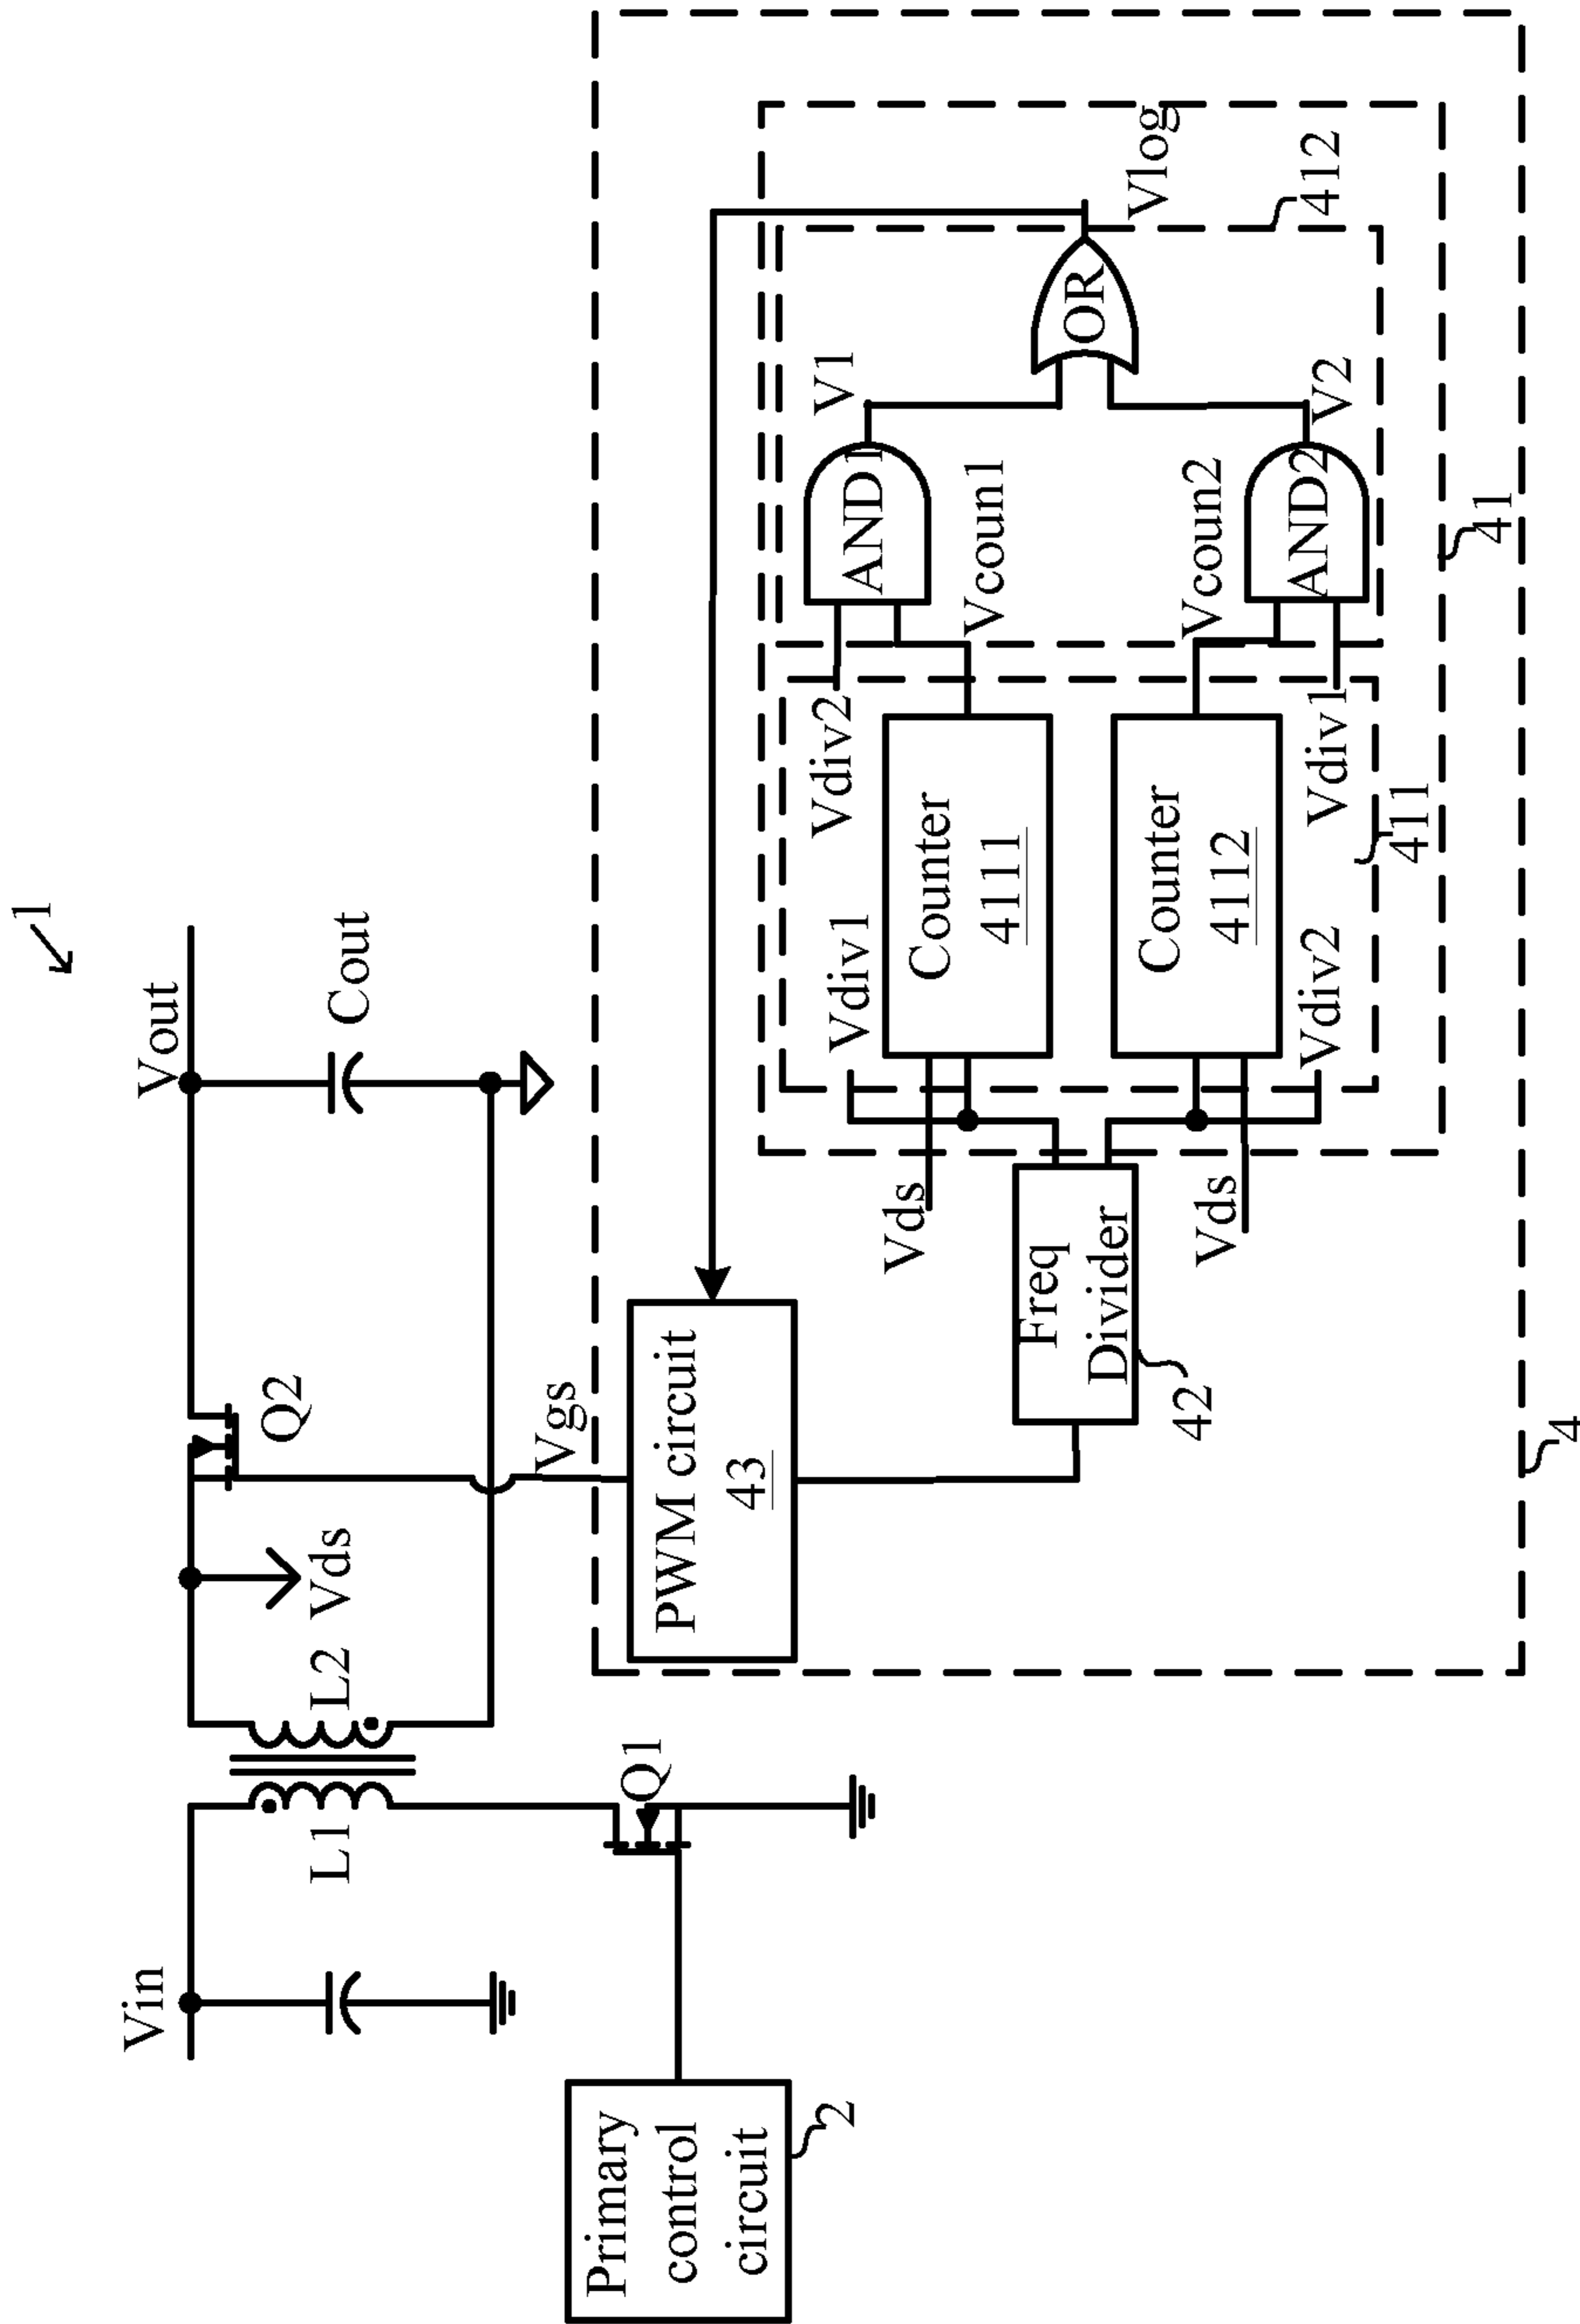 1
Vin
L1
L2
Vds
Q2
Vout
Cout
Q1
Primary
control
circuit
2
Vgs
PWM circuit
43
Freq
Divider
42
Vds
Vds
Vdiv1
Vdiv2
Counter
4111
Counter
4112
Vdiv2
Vdiv1
411
Vcoun1
Vcoun2
AND1
AND2
V1
V2
OR
Vlog
412
41
4